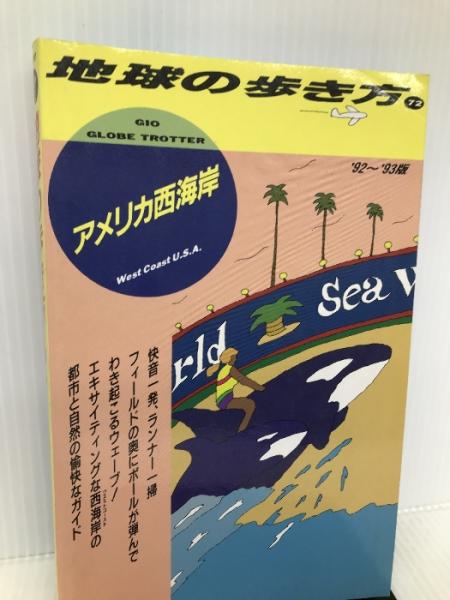 地球の歩き方 72
GIO
GLOBE TROTTER
'92～'93版
アメリカ西海岸
West Coast U.S.A.
rld
Sea W
快音一発、ランナー一掃
フィールドの奥にボールが弾んで
わき起こるウェーブ!
エキサイティングな西海岸の
都市と自然の愉快なガイド